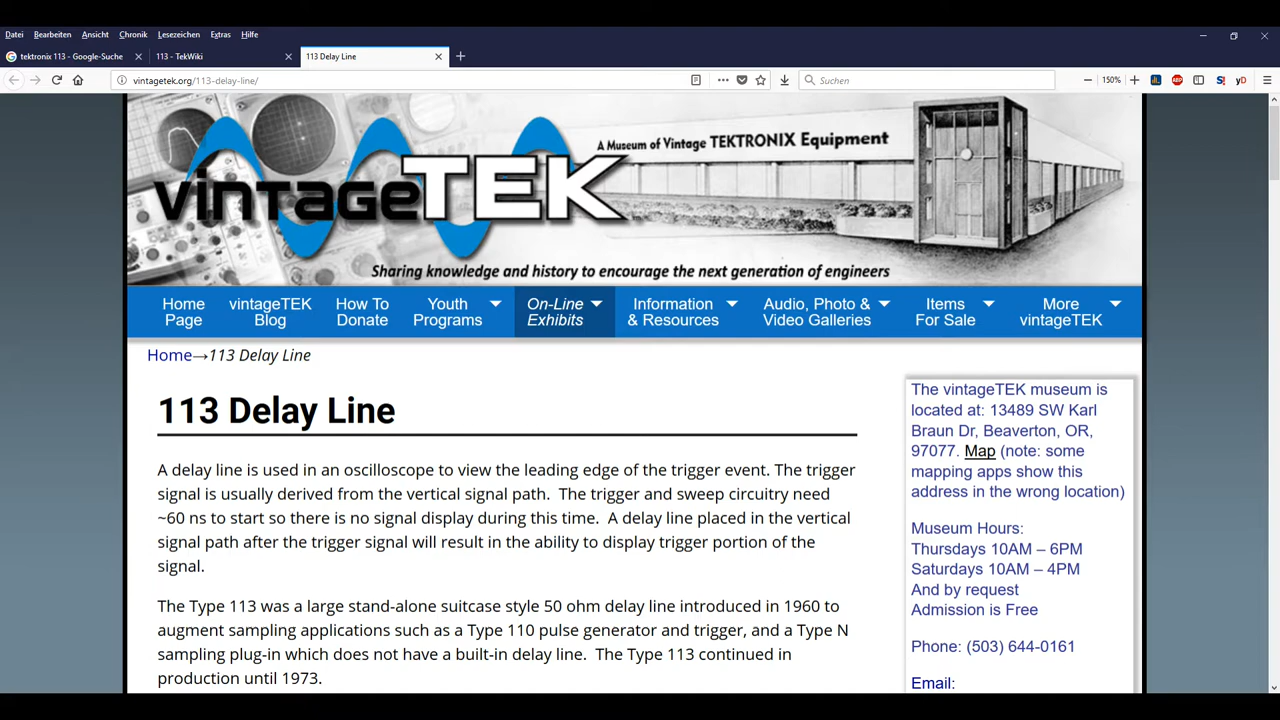 Datei Bearbeiten Ansicht Chronik Lesezeichen Extras Hilfe
tektronix 113 - Google-Suche
113 - TekWiki
113 Delay Line
vintagetek.org/113-delay-line/
Suchen
150%
A Museum of Vintage TEKTRONIX Equipment
vintageTEK
Sharing knowledge and history to encourage the next generation of engineers
Home Page
vintageTEK Blog
How To Donate
Youth Programs
On-Line Exhibits
Information & Resources
Audio, Photo & Video Galleries
Items For Sale
More vintageTEK
Home→113 Delay Line
113 Delay Line
A delay line is used in an oscilloscope to view the leading edge of the trigger event. The trigger
signal is usually derived from the vertical signal path. The trigger and sweep circuitry need
~60 ns to start so there is no signal display during this time. A delay line placed in the vertical
signal path after the trigger signal will result in the ability to display trigger portion of the
signal.
The Type 113 was a large stand-alone suitcase style 50 ohm delay line introduced in 1960 to
augment sampling applications such as a Type 110 pulse generator and trigger, and a Type N
sampling plug-in which does not have a built-in delay line. The Type 113 continued in
production until 1973.
The vintageTEK museum is
located at: 13489 SW Karl
Braun Dr, Beaverton, OR,
97077. Map (note: some
mapping apps show this
address in the wrong location)
Museum Hours:
Thursdays 10AM – 6PM
Saturdays 10AM – 4PM
And by request
Admission is Free
Phone: (503) 644-0161
Email: